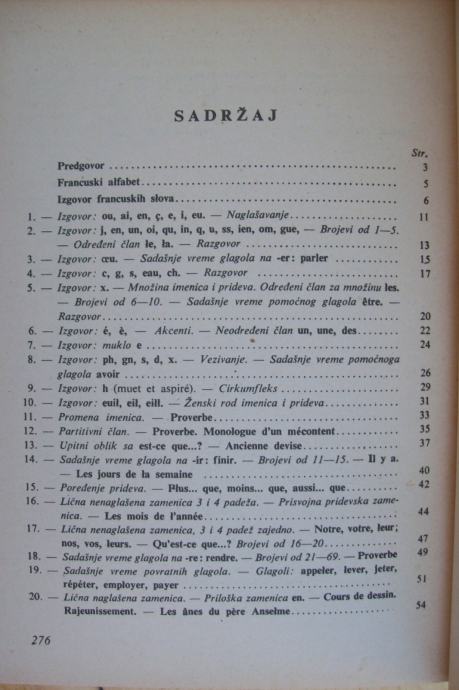 SADRŽAJ
Str.
Predgovor ........ 3
Francuski alfabet ........ 5
Izgovor francuskih slova ........ 6
1. — Izgovor: ou, ai, en, ç, e, i, eu. — Naglašavanje ........ 11
2. — Izgovor: j, en, un, oi, qu, in, q, u, ss, ien, om, gue, — Brojevi od 1—5.
— Određeni član le, la. — Razgovor ........ 13
3. — Izgovor: œu. — Sadašnje vreme glagola na -er: parler ........ 15
4. — Izgovor: c, g, s, eau, ch. — Razgovor ........ 17
5. — Izgovor: x. — Množina imenica i prideva. Određeni član za množinu les.
— Brojevi od 6—10. — Sadašnje vreme pomoćnog glagola être. —
Razgovor ........ 20
6. — Izgovor: é, è, — Akcenti. — Neodređeni član un, une, des ........ 22
7. — Izgovor: muklo e ........ 24
8. — Izgovor: ph, gn, s, d, x. — Vezivanje. — Sadašnje vreme pomoćnoga
glagola avoir ........ 26
9. — Izgovor: h (muet et aspiré). — Cirkumfleks ........ 29
10. — Izgovor: euil, eil, eill. — Ženski rod imenica i prideva ........ 31
11. — Promena imenica. — Proverbe ........ 33
12. — Partitivni član. — Proverbe. Monologue d'un mécontent ........ 35
13. — Upitni oblik sa est-ce que...? — Ancienne devise ........ 37
14. — Sadašnje vreme glagola na -ir: finir. — Brojevi od 11—15. — Il y a.
— Les jours de la semaine ........ 40
15. — Poređenje prideva. — Plus... que, moins... que, aussi... que ........ 42
16. — Lična nenaglašena zamenica 3 i 4 padeža. — Prisvojna pridevska zame-
nica. — Les mois de l'année ........ 44
17. — Lična nenaglašena zamenica, 3 i 4 padež zajedno. — Notre, votre, leur;
nos, vos, leurs. — Qu'est-ce que...? Brojevi od 16—20 ........ 47
18. — Sadašnje vreme glagola na -re: rendre. — Brojevi od 21—69. — Proverbe 49
19. — Sadašnje vreme povratnih glagola. — Glagoli: appeler, lever, jeter,
répéter, employer, payer ........ 51
20. — Lična naglašena zamenica. — Priloška zamenica en. — Cours de dessin.
Rajeunissement. — Les ânes du père Anselme ........ 54
276